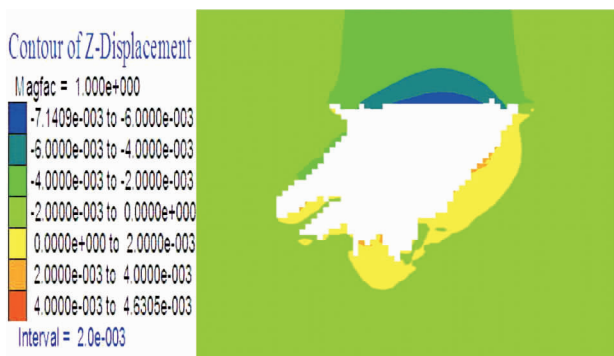 Contour of Z-Displacement
Magfac = 1.000e+000
-7.1409e-003 to -6.0000e-003
-6.0000e-003 to -4.0000e-003
-4.0000e-003 to -2.0000e-003
-2.0000e-003 to 0.0000e+000
0.0000e+000 to 2.0000e-003
2.0000e-003 to 4.0000e-003
4.0000e-003 to 4.6305e-003
Interval = 2.0e-003